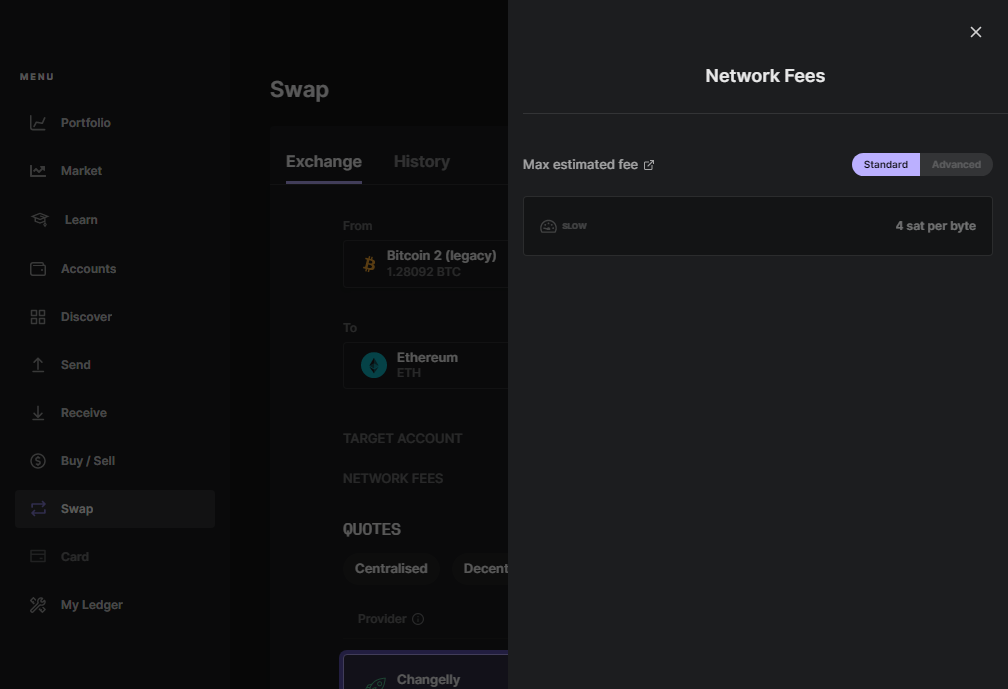 MENU
Portfolio
Market
Learn
Accounts
Discover
Send
Receive
Buy / Sell
Swap
Card
My Ledger
Swap
Exchange
History
From
Bitcoin 2 (legacy)
1.28092 BTC
To
Ethereum
ETH
TARGET ACCOUNT
NETWORK FEES
QUOTES
Centralised
Decent
Provider
Changelly
Network Fees
Max estimated fee
Standard
Advanced
SLOW
4 sat per byte